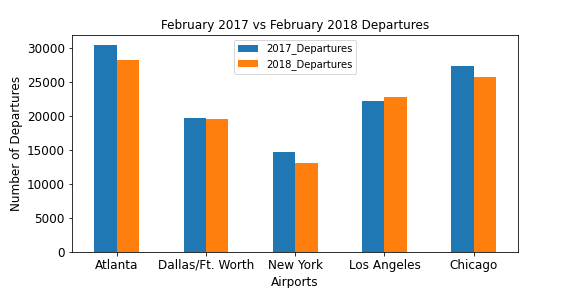 February 2017 vs February 2018 Departures
2017_Departures
2018_Departures
Number of Departures
30000
25000
20000
15000
10000
5000
0
Atlanta Dallas/Ft. Worth New York Los Angeles Chicago
Airports